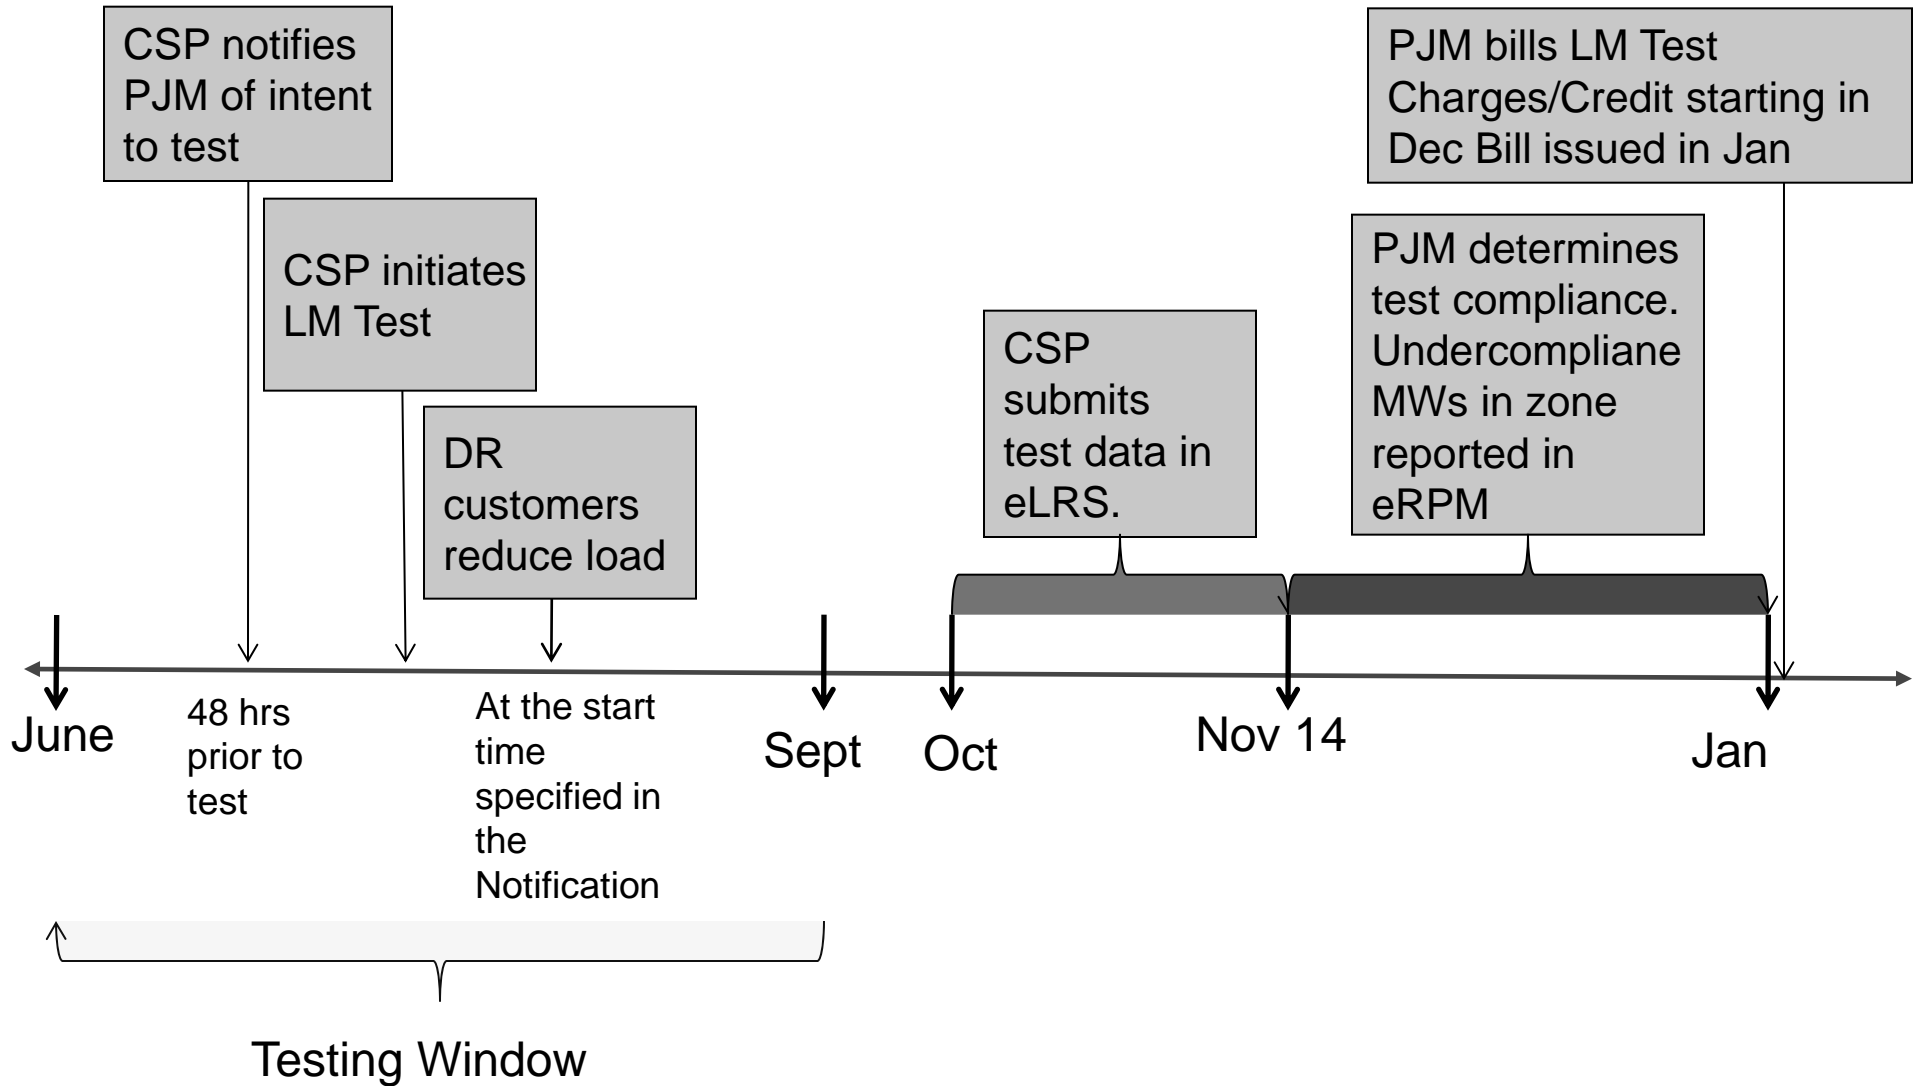 CSP notifies
PJM of intent
to test
PJM bills LM Test
Charges/Credit starting in
Dec Bill issued in Jan
CSP initiates
LM Test
DR
customers
reduce load
CSP
submits
test data in
eLRS.
PJM determines
test compliance.
Undercompliane
MWs in zone
reported in
eRPM
June
48 hrs
prior to
test
At the start
time
specified in
the
Notification
Sept
Oct
Nov 14
Jan
Testing Window